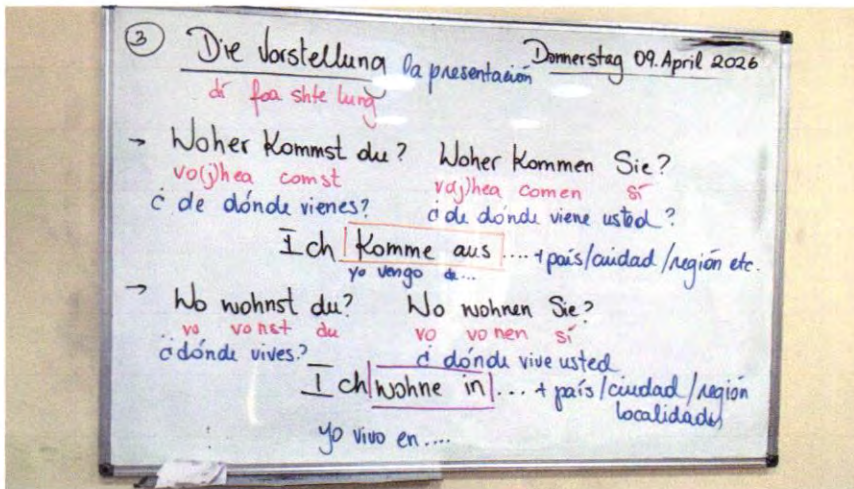 ③ Die Vorstellung la presentación Donnerstag 09. April 2026
di foa shte lung
→ Woher Kommst du? Woher Kommen Sie?
vo(j)hea comst vo(j)hea comen sí
¿ de dónde vienes? ¿ de dónde viene usted?
Ich Komme aus .... + país/ciudad/región etc.
yo vengo de...
→ Wo wohnst du? Wo wohnen Sie?
vo vonst du vo vonen sí
¿dónde vives? ¿ dónde vive usted
Ich wohne in .... + país/ciudad/región
localidades
yo vivo en ....